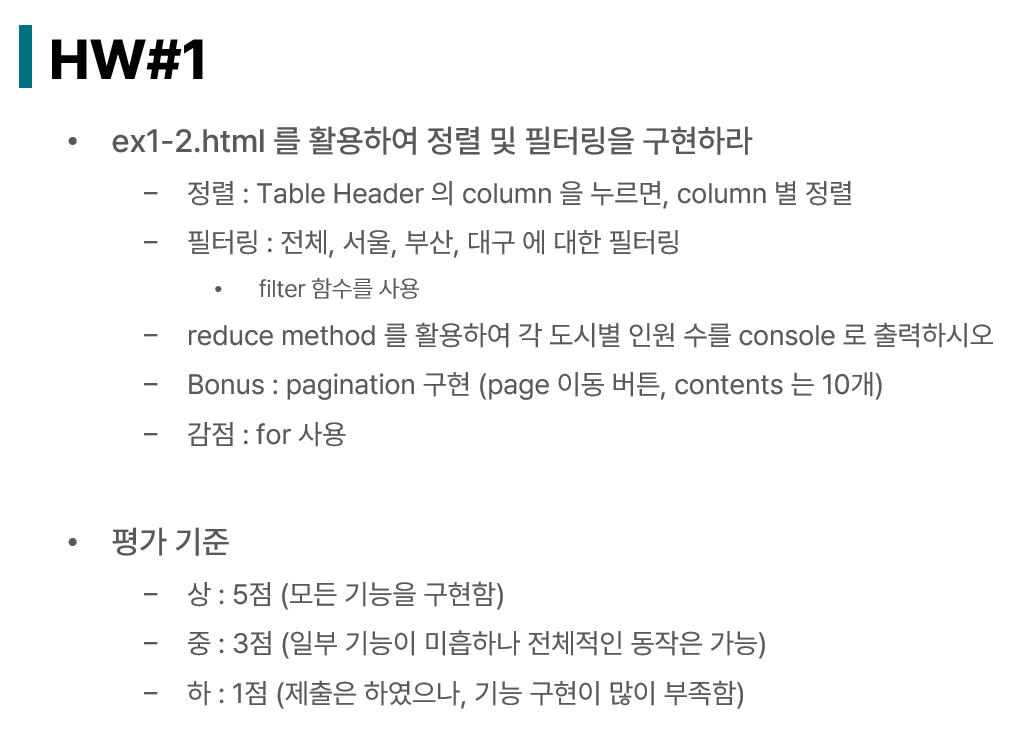 HW#1
• ex1-2.html 를 활용하여 정렬 및 필터링을 구현하라
– 정렬 : Table Header 의 column 을 누르면, column 별 정렬
– 필터링 : 전체, 서울, 부산, 대구 에 대한 필터링
• filter 함수를 사용
– reduce method 를 활용하여 각 도시별 인원 수를 console 로 출력하시오
– Bonus : pagination 구현 (page 이동 버튼, contents 는 10개)
– 감점 : for 사용
• 평가 기준
– 상 : 5점 (모든 기능을 구현함)
– 중 : 3점 (일부 기능이 미흡하나 전체적인 동작은 가능)
– 하 : 1점 (제출은 하였으나, 기능 구현이 많이 부족함)